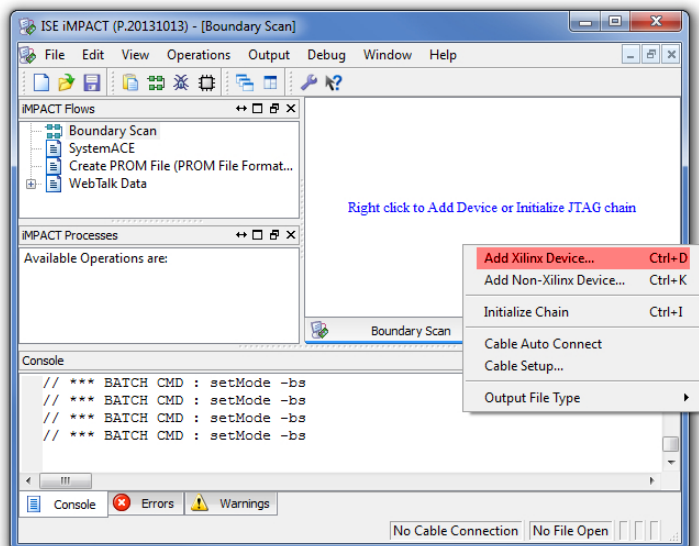 ISE iMPACT (P.20131013) - [Boundary Scan]
File Edit View Operations Output Debug Window Help
iMPACT Flows
Boundary Scan
SystemACE
Create PROM File (PROM File Format...
WebTalk Data
Right click to Add Device or Initialize JTAG chain
iMPACT Processes
Available Operations are:
Add Xilinx Device... Ctrl+D
Add Non-Xilinx Device... Ctrl+K
Initialize Chain Ctrl+I
Cable Auto Connect
Cable Setup...
Output File Type
Boundary Scan
Console
// *** BATCH CMD : setMode -bs
// *** BATCH CMD : setMode -bs
// *** BATCH CMD : setMode -bs
// *** BATCH CMD : setMode -bs
Console Errors Warnings
No Cable Connection No File Open